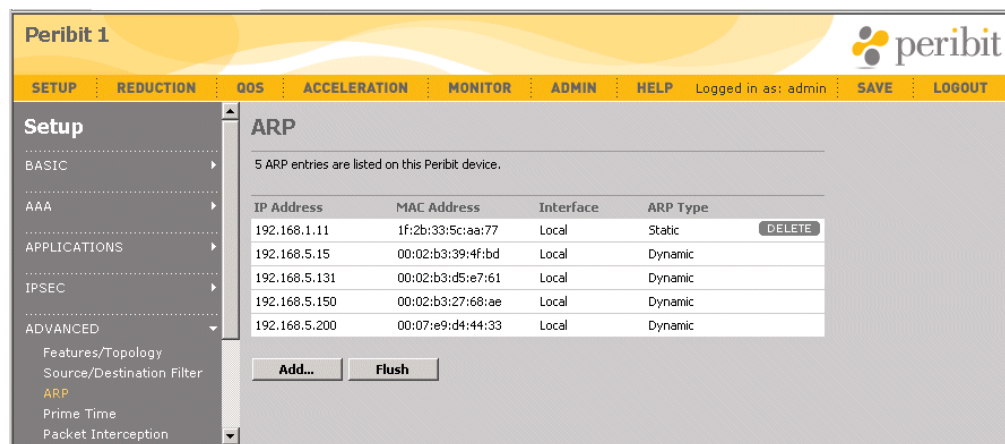 Peribit 1
peribit
SETUP REDUCTION QOS ACCELERATION MONITOR ADMIN HELP Logged in as: admin SAVE LOGOUT
Setup
BASIC
AAA
APPLICATIONS
IPSEC
ADVANCED
Features/Topology
Source/Destination Filter
ARP
Prime Time
Packet Interception
ARP
5 ARP entries are listed on this Peribit device.
IP Address MAC Address Interface ARP Type
192.168.1.11 1f:2b:33:5c:aa:77 Local Static DELETE
192.168.5.15 00:02:b3:39:4f:bd Local Dynamic
192.168.5.131 00:02:b3:d5:e7:61 Local Dynamic
192.168.5.150 00:02:b3:27:68:ae Local Dynamic
192.168.5.200 00:07:e9:d4:44:33 Local Dynamic
Add... Flush